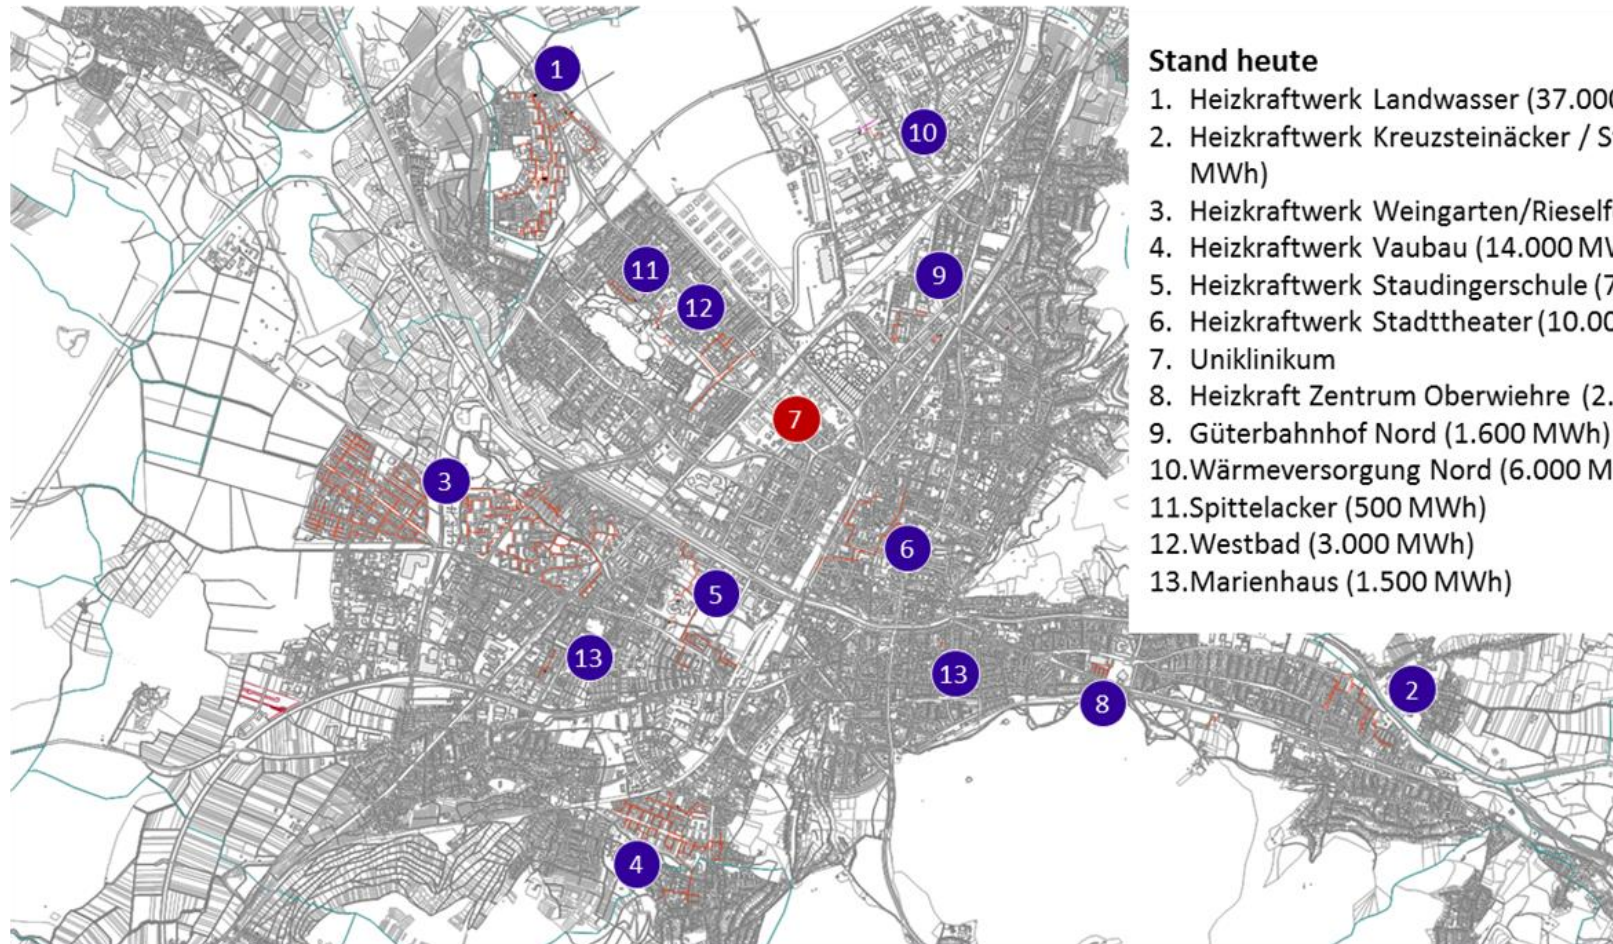 Stand heute
1. Heizkraftwerk Landwasser (37.000
2. Heizkraftwerk Kreuzsteinäcker / S
MWh)
3. Heizkraftwerk Weingarten/Rieself
4. Heizkraftwerk Vaubau (14.000 MW
5. Heizkraftwerk Staudingerschule (7
6. Heizkraftwerk Stadttheater (10.00
7. Uniklinikum
8. Heizkraft Zentrum Oberwiehre (2.
9. Güterbahnhof Nord (1.600 MWh)
10.Wärmeversorgung Nord (6.000 M
11.Spittelacker (500 MWh)
12.Westbad (3.000 MWh)
13.Marienhaus (1.500 MWh)
1
10
11
9
12
7
3
6
5
13
13
8
2
4